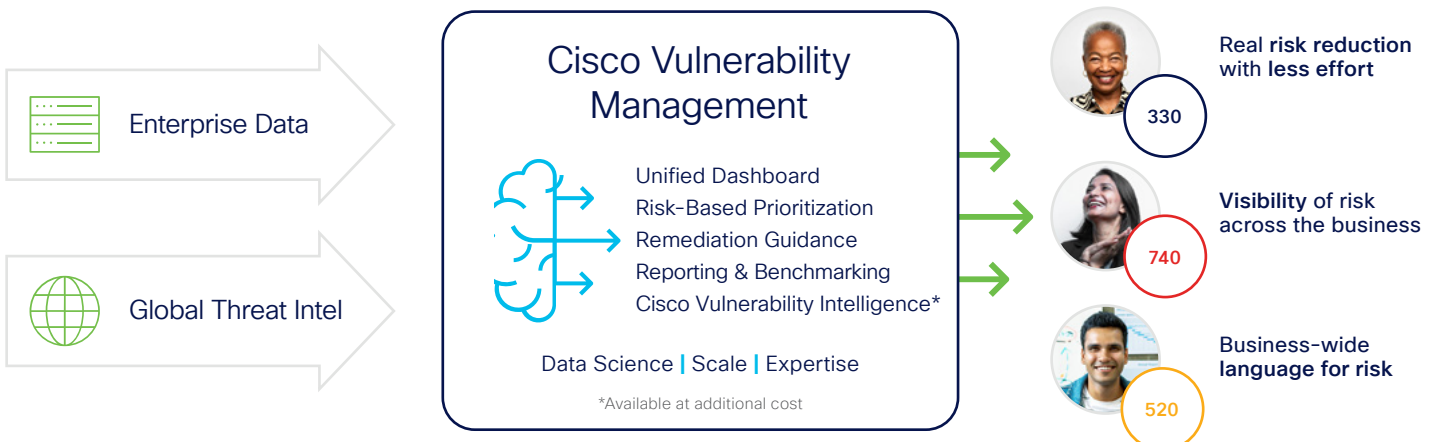 Enterprise Data
Global Threat Intel
Cisco Vulnerability
Management
Unified Dashboard
Risk-Based Prioritization
Remediation Guidance
Reporting & Benchmarking
Cisco Vulnerability Intelligence*
Data Science | Scale | Expertise
*Available at additional cost
Real risk reduction
with less effort
330
Visibility of risk
across the business
740
Business-wide
language for risk
520